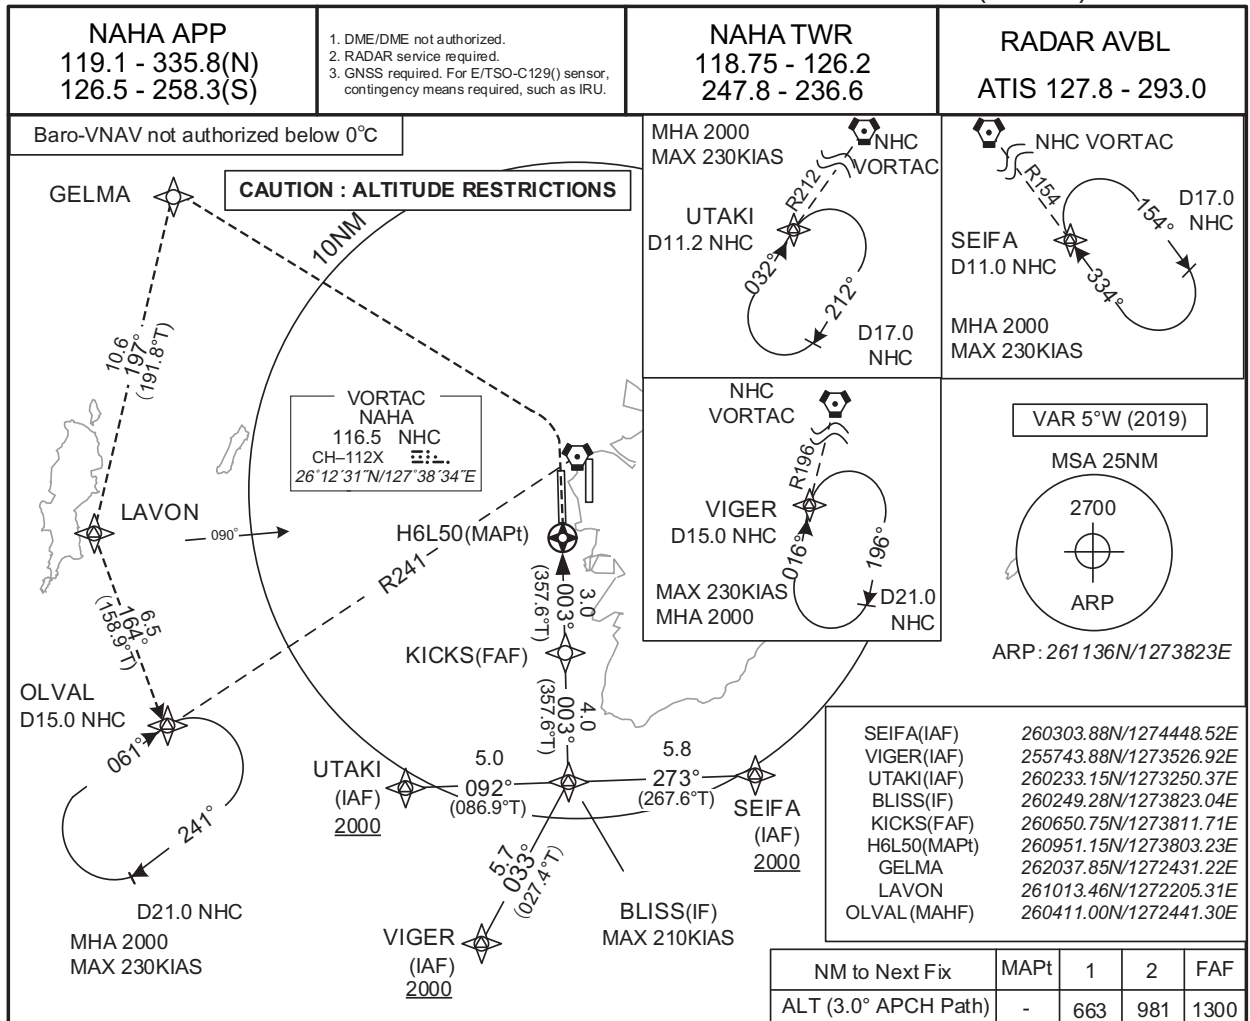 NAHA APP
119.1 - 335.8(N)
126.5 - 258.3(S)
1. DME/DME not authorized.
2. RADAR service required.
3. GNSS required. For E/TSO-C129() sensor,
contingency means required, such as IRU.
NAHA TWR
118.75 - 126.2
247.8 - 236.6
RADAR AVBL
ATIS 127.8 - 293.0
Baro-VNAV not authorized below 0°C
CAUTION : ALTITUDE RESTRICTIONS
GELMA
10NM
10.6
197°
(191.8°T)
VORTAC
NAHA
116.5 NHC
CH–112X
26°12´31˝N/127°38´34˝E
LAVON
090°
H6L50(MAPt)
R241
6.5
164°
(158.9°T)
3.0
003°
(357.6°T)
KICKS(FAF)
4.0
003°
(357.6°T)
OLVAL
D15.0 NHC
061°
241°
D21.0 NHC
MHA 2000
MAX 230KIAS
UTAKI
(IAF)
2000
5.0
092°
(086.9°T)
5.8
273°
(267.6°T)
SEIFA
(IAF)
2000
5.7
033°
(027.4°T)
VIGER
(IAF)
2000
BLISS(IF)
MAX 210KIAS
MHA 2000
MAX 230KIAS
NHC
VORTAC
R212
UTAKI
D11.2 NHC
032°
212°
D17.0
NHC
NHC VORTAC
R154
154°
D17.0
NHC
SEIFA
D11.0 NHC
334°
MHA 2000
MAX 230KIAS
NHC
VORTAC
R196
VIGER
D15.0 NHC
016°
196°
MAX 230KIAS
MHA 2000
D21.0
NHC
VAR 5°W (2019)
MSA 25NM
2700
ARP
ARP: 261136N/1273823E
SEIFA(IAF) 260303.88N/1274448.52E
VIGER(IAF) 255743.88N/1273526.92E
UTAKI(IAF) 260233.15N/1273250.37E
BLISS(IF) 260249.28N/1273823.04E
KICKS(FAF) 260650.75N/1273811.71E
H6L50(MAPt) 260951.15N/1273803.23E
GELMA 262037.85N/1272431.22E
LAVON 261013.46N/1272205.31E
OLVAL(MAHF) 260411.00N/1272441.30E
NM to Next Fix MAPt 1 2 FAF
ALT (3.0° APCH Path) - 663 981 1300